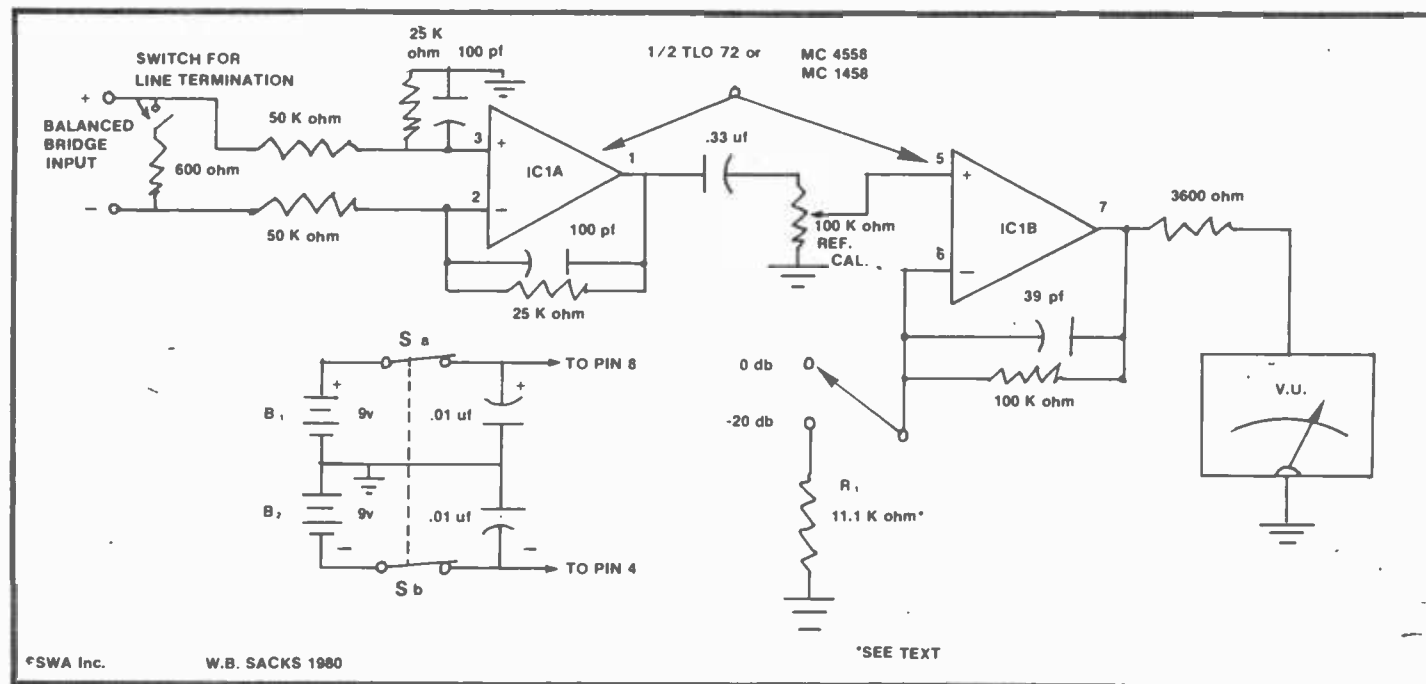 25 K
ohm
100 pf
1/2 TLO 72 or
MC 4558
MC 1458
SWITCH FOR
LINE TERMINATION
+
BALANCED
BRIDGE
INPUT
−
600 ohm
50 K ohm
50 K ohm
3
+
2
−
IC1A
1
100 pf
25 K ohm
.33 uf
100 K ohm
REF.
CAL.
5
+
6
−
IC1B
7
3600 ohm
39 pf
100 K ohm
V.U.
S a
TO PIN 8
B1
+
9v
+
.01 uf
B2
9v
−
.01 uf
−
S b
TO PIN 4
0 db
-20 db
R1
11.1 K ohm*
SWA Inc.
W.B. SACKS 1980
*SEE TEXT